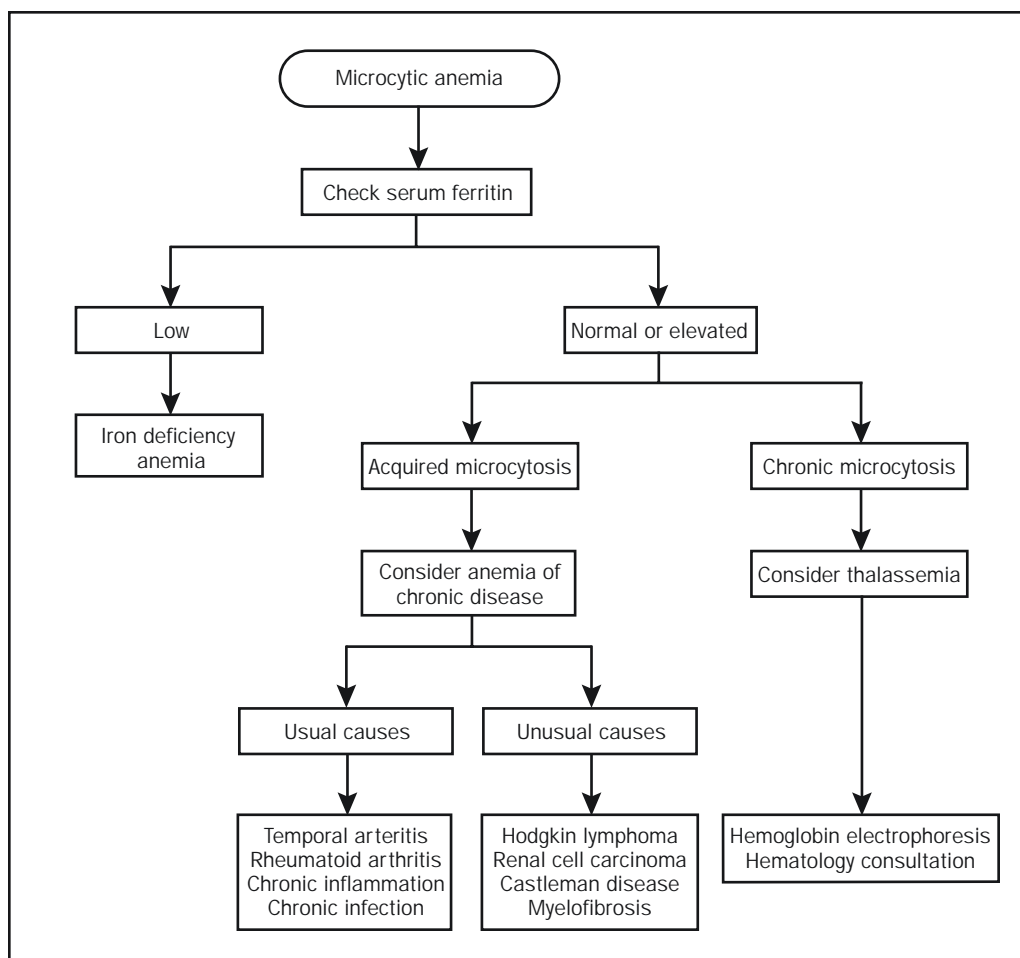 Microcytic anemia
Check serum ferritin
Low
Normal or elevated
Iron deficiency
anemia
Acquired microcytosis
Chronic microcytosis
Consider anemia of
chronic disease
Consider thalassemia
Usual causes
Unusual causes
Temporal arteritis
Rheumatoid arthritis
Chronic inflammation
Chronic infection
Hodgkin lymphoma
Renal cell carcinoma
Castleman disease
Myelofibrosis
Hemoglobin electrophoresis
Hematology consultation